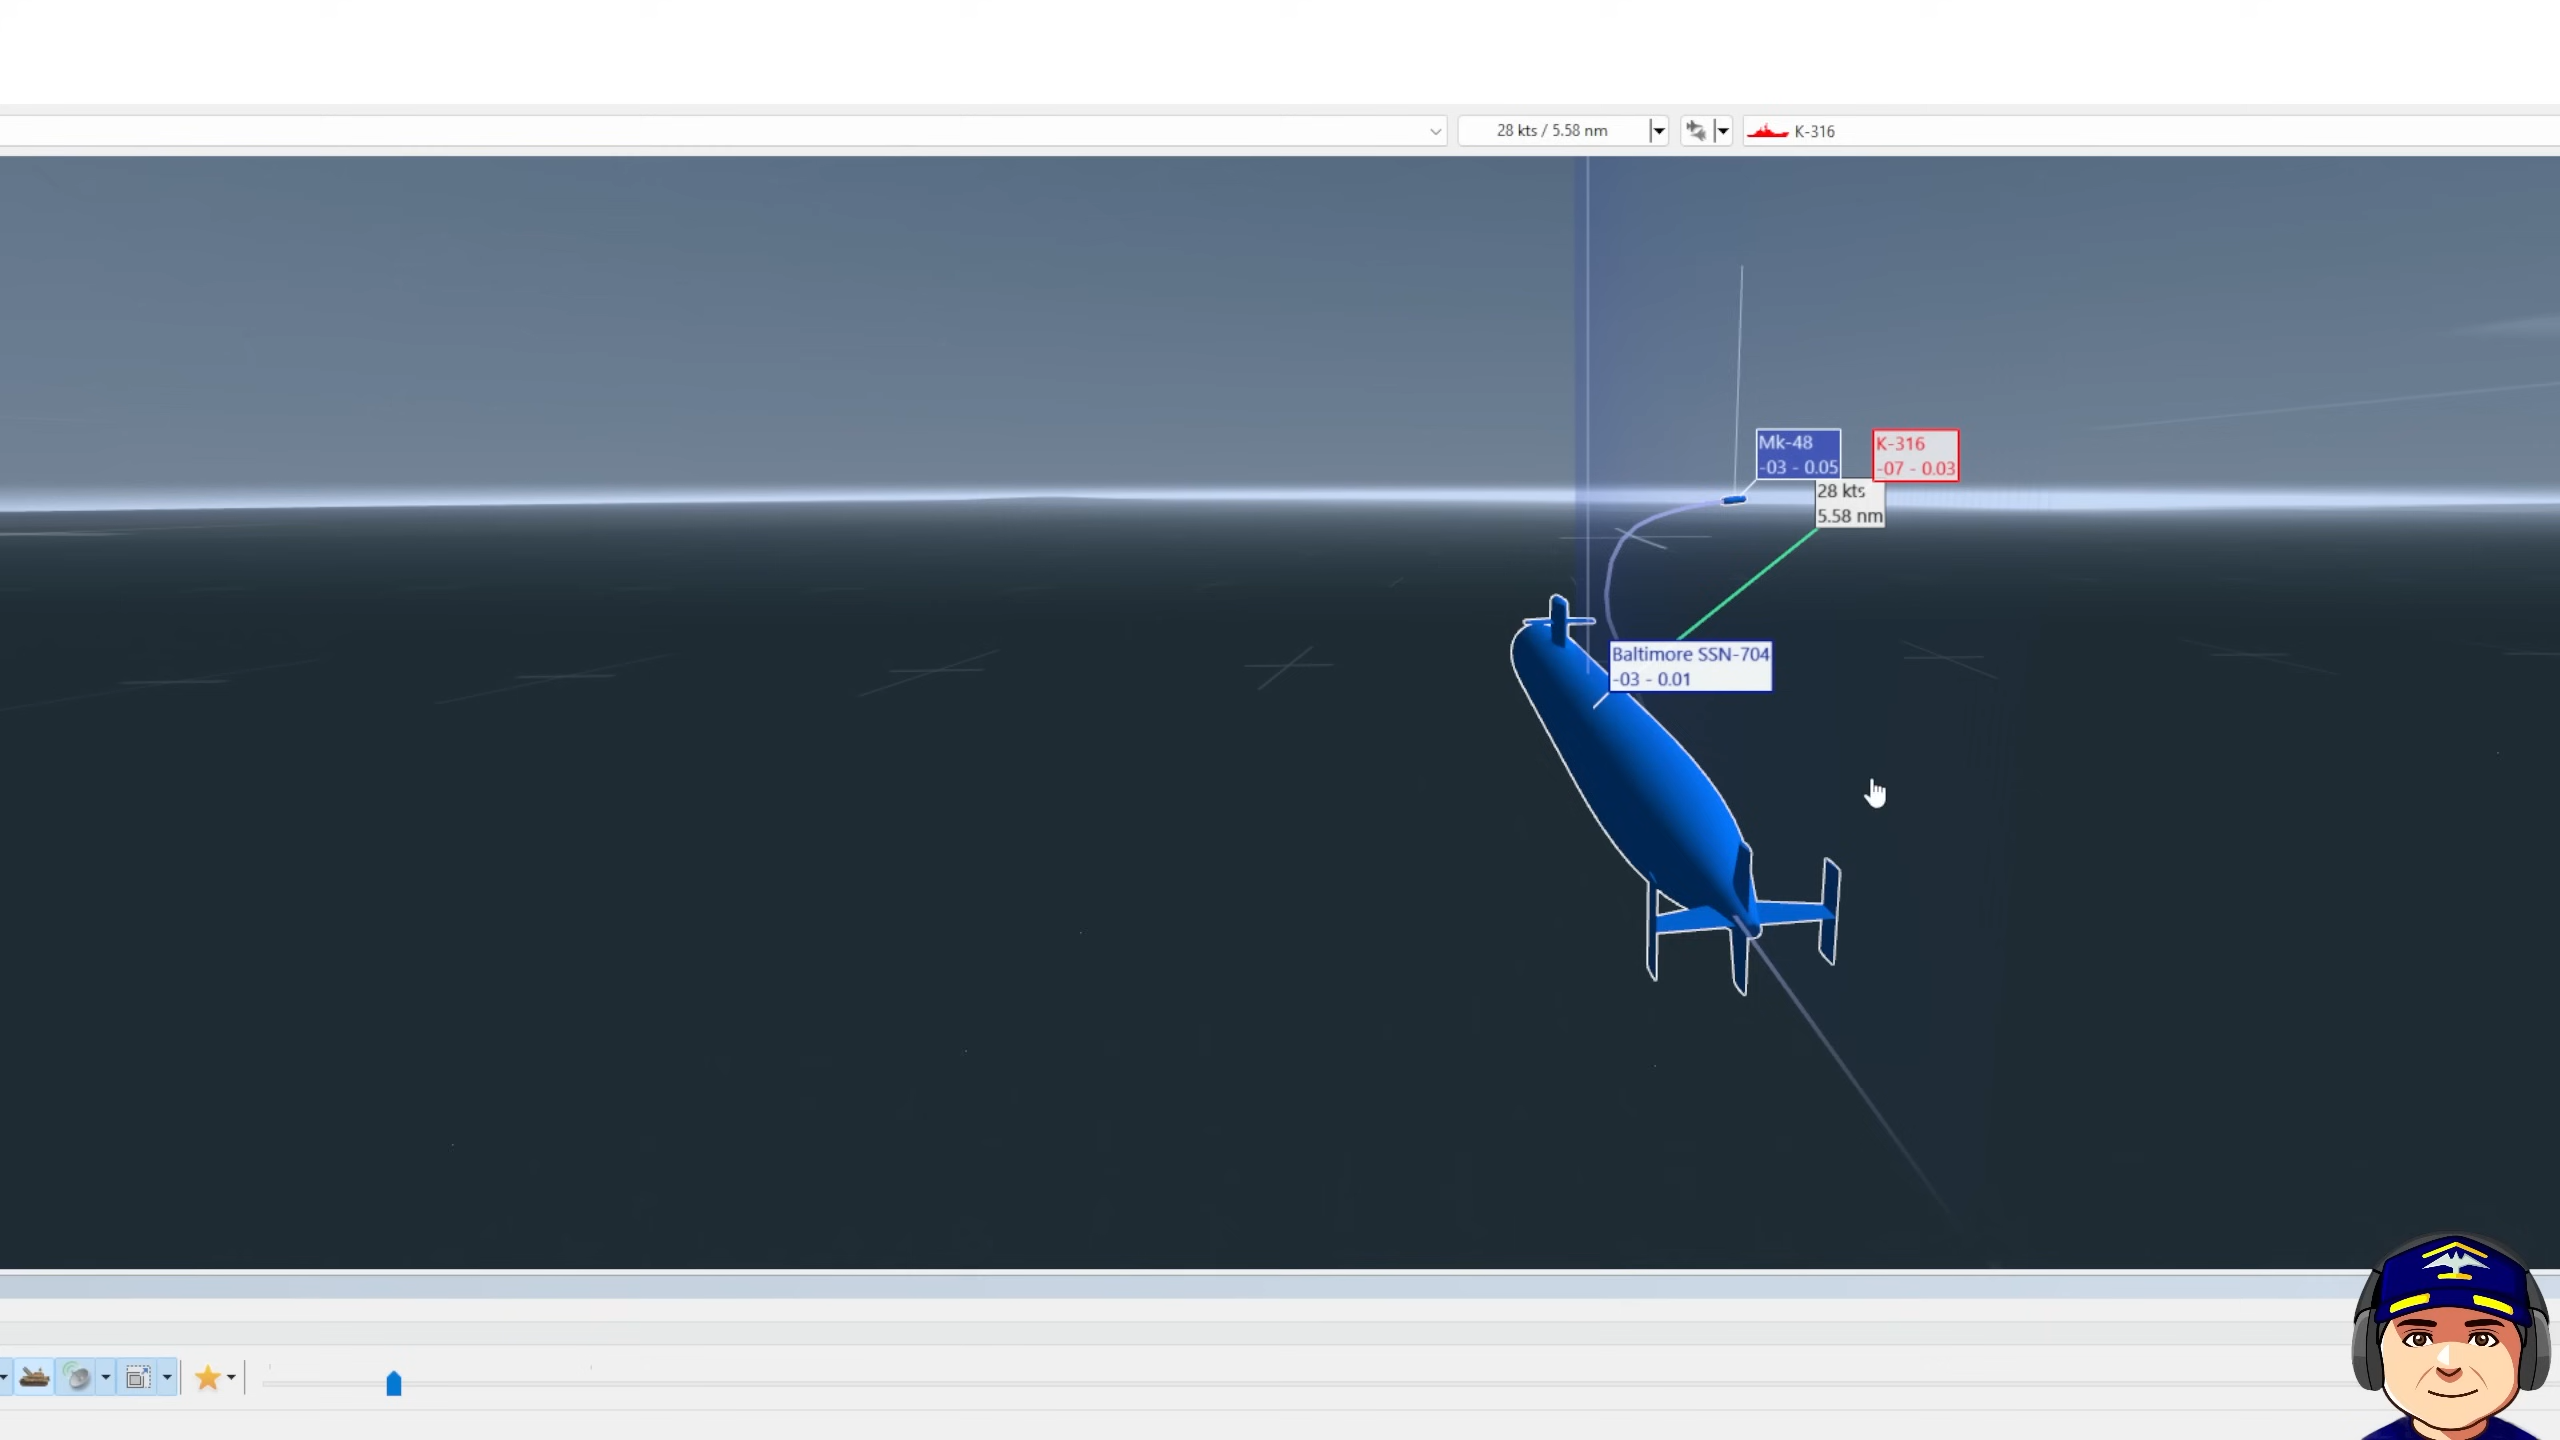 28 kts / 5.58 nm
K-316
Mk-48
-03 - 0.05
K-316
-07 - 0.03
28 kts
5.58 nm
Baltimore SSN-704
-03 - 0.01